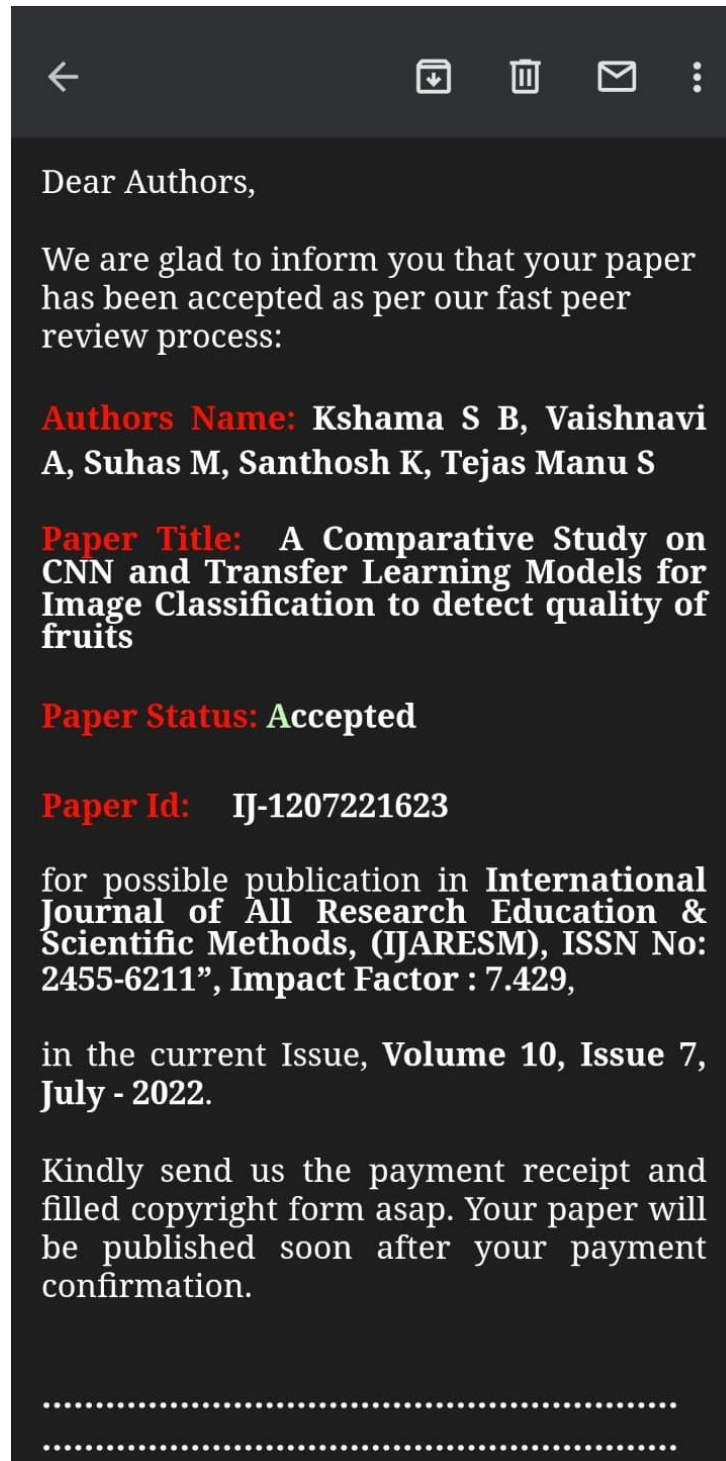 Dear Authors,
We are glad to inform you that your paper
has been accepted as per our fast peer
review process:
Authors Name: Kshama S B, Vaishnavi
A, Suhas M, Santhosh K, Tejas Manu S
Paper Title: A Comparative Study on
CNN and Transfer Learning Models for
Image Classification to detect quality of
fruits
Paper Status: Accepted
Paper Id: IJ-1207221623
for possible publication in International
Journal of All Research Education &
Scientific Methods, (IJARESM), ISSN No:
2455-6211”, Impact Factor : 7.429,
in the current Issue, Volume 10, Issue 7,
July - 2022.
Kindly send us the payment receipt and
filled copyright form asap. Your paper will
be published soon after your payment
confirmation.
............................................................
............................................................